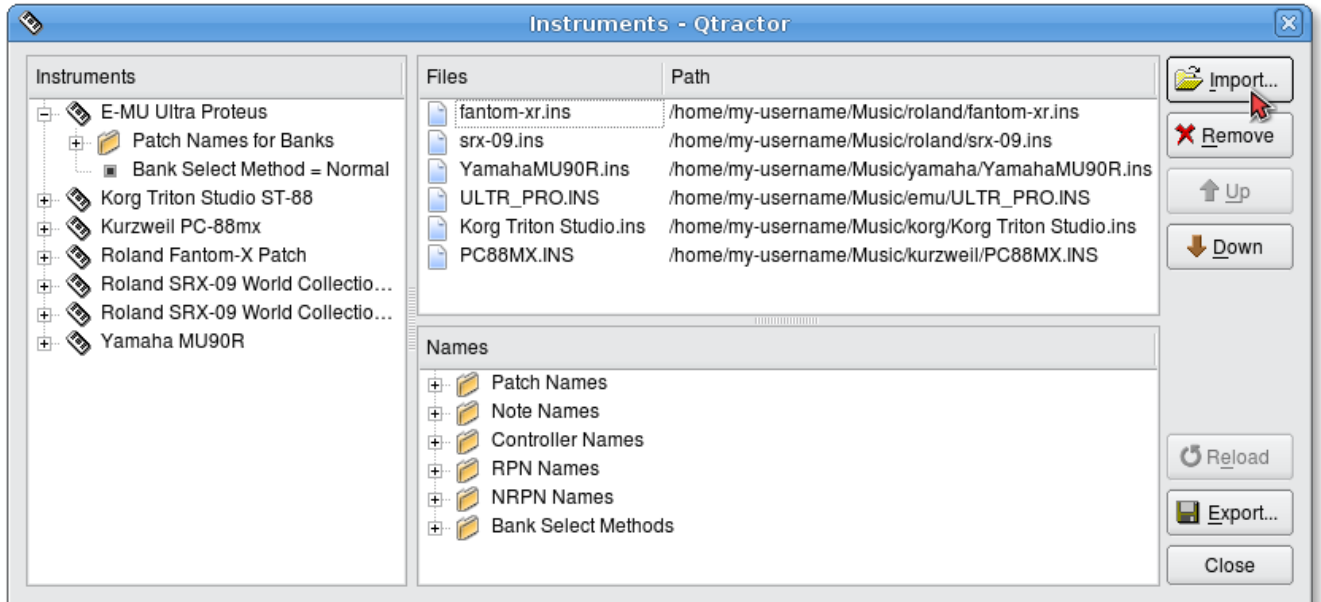 Instruments - Qtractor
Instruments
E-MU Ultra Proteus
Patch Names for Banks
Bank Select Method = Normal
Korg Triton Studio ST-88
Kurzweil PC-88mx
Roland Fantom-X Patch
Roland SRX-09 World Collectio...
Roland SRX-09 World Collectio...
Yamaha MU90R
Files Path
fantom-xr.ins /home/my-username/Music/roland/fantom-xr.ins
srx-09.ins /home/my-username/Music/roland/srx-09.ins
YamahaMU90R.ins /home/my-username/Music/yamaha/YamahaMU90R.ins
ULTR_PRO.INS /home/my-username/Music/emu/ULTR_PRO.INS
Korg Triton Studio.ins /home/my-username/Music/korg/Korg Triton Studio.ins
PC88MX.INS /home/my-username/Music/kurzweil/PC88MX.INS
Names
Patch Names
Note Names
Controller Names
RPN Names
NRPN Names
Bank Select Methods
Import...
Remove
Up
Down
Reload
Export...
Close